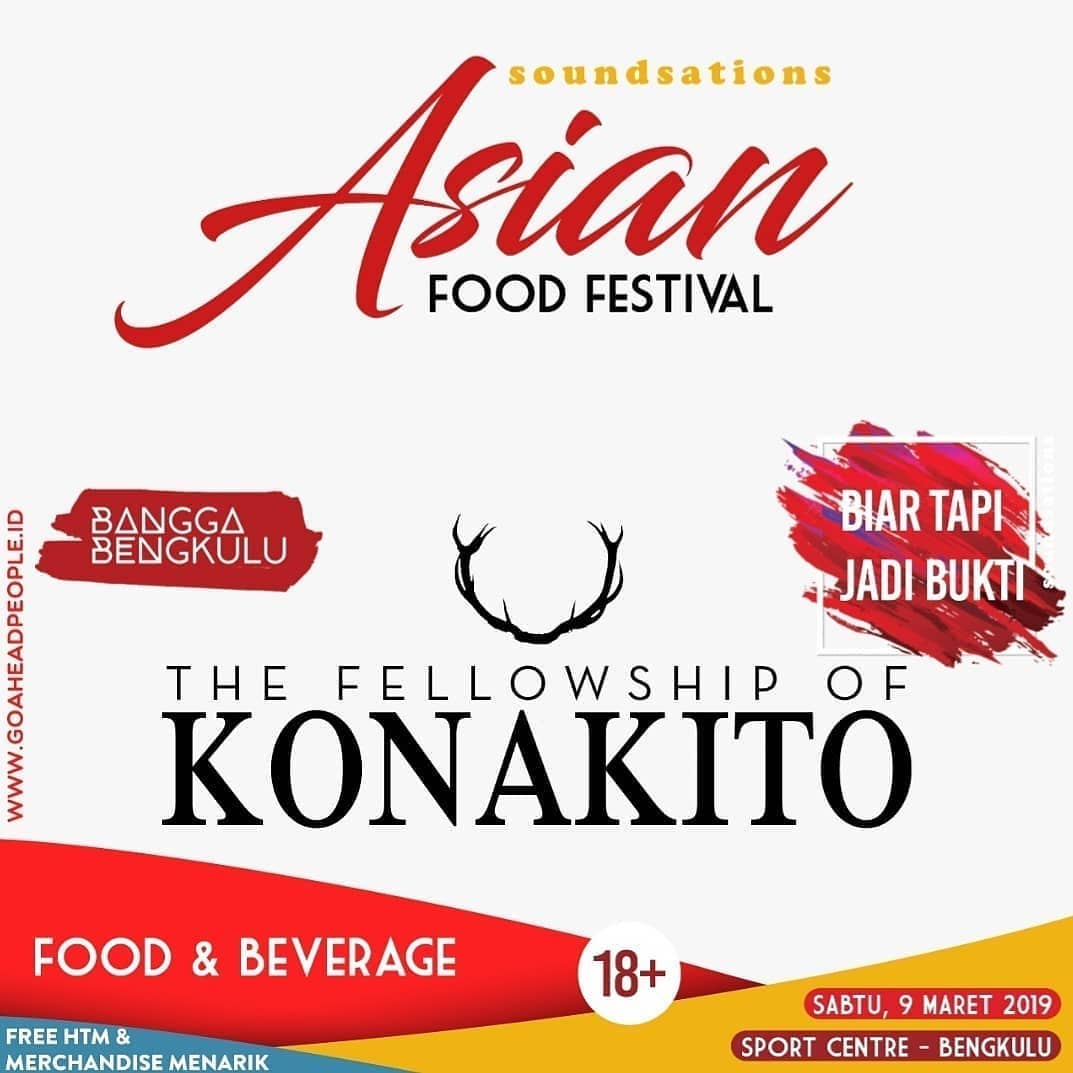 soundsations
Asian
FOOD FESTIVAL
BANGGA
BENGKULU
BIAR TAPI
JADI BUKTI
soundsations
WWW.GOAHEADPEOPLE.ID
THE FELLOWSHIP OF
KONAKITO
FOOD & BEVERAGE
18+
SABTU, 9 MARET 2019
SPORT CENTRE - BENGKULU
FREE HTM &
MERCHANDISE MENARIK